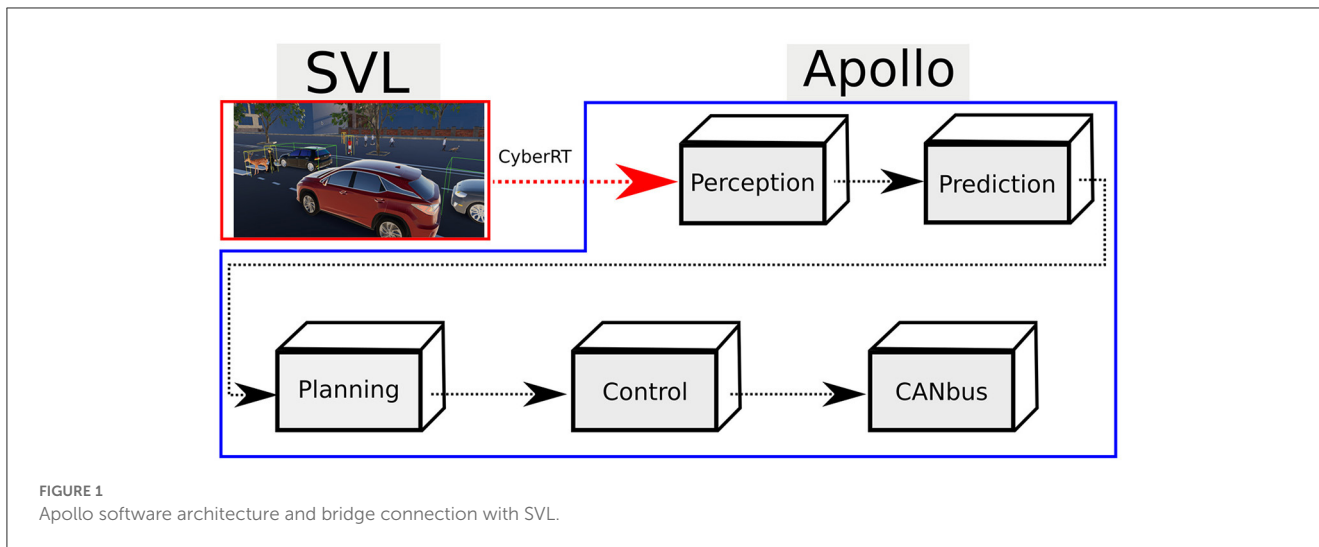 SVL
Apollo
CyberRT
Perception
Prediction
Planning
Control
CANbus
FIGURE 1
Apollo software architecture and bridge connection with SVL.